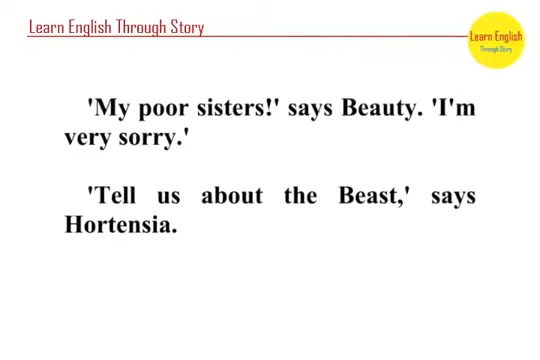 Learn English Through Story
Learn English
Through Story
'My poor sisters!' says Beauty. 'I'm
very sorry.'
'Tell us about the Beast,' says
Hortensia.